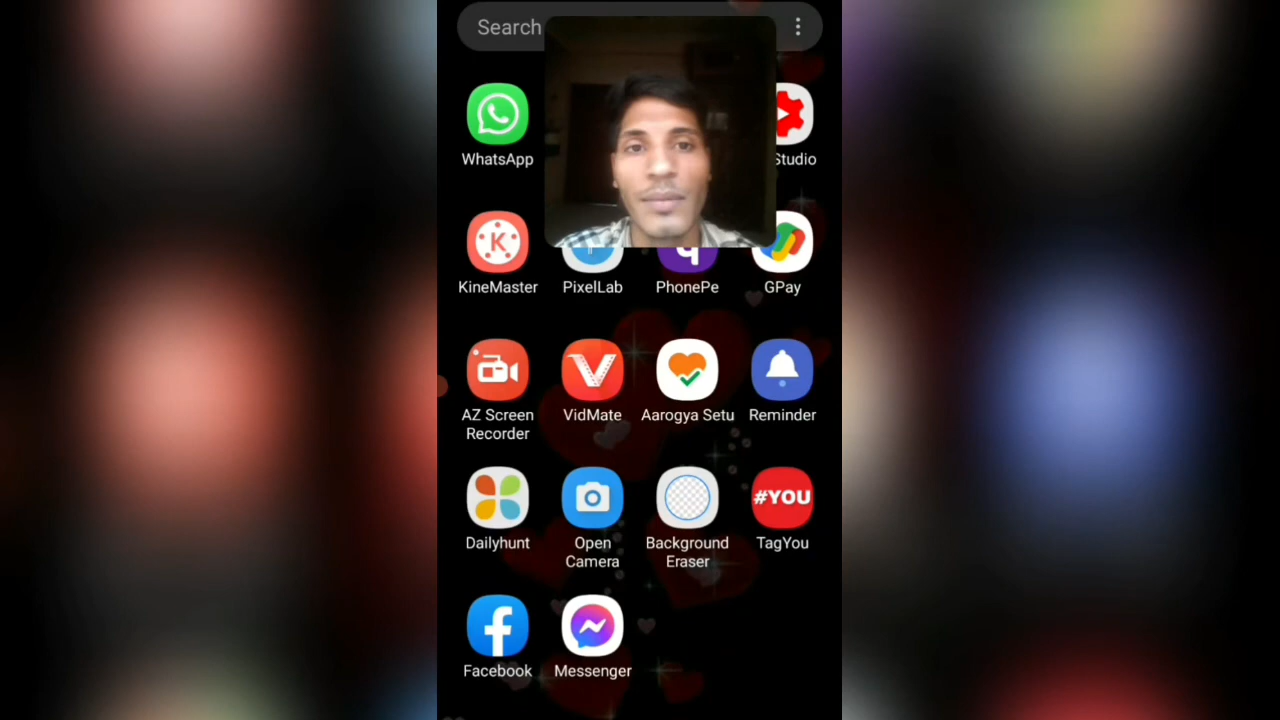 Search
WhatsApp
Studio
K
KineMaster
PixelLab
PhonePe
GPay
AZ Screen
Recorder
VidMate
Aarogya Setu
Reminder
Dailyhunt
Open
Camera
Background
Eraser
#YOU
TagYou
Facebook
Messenger